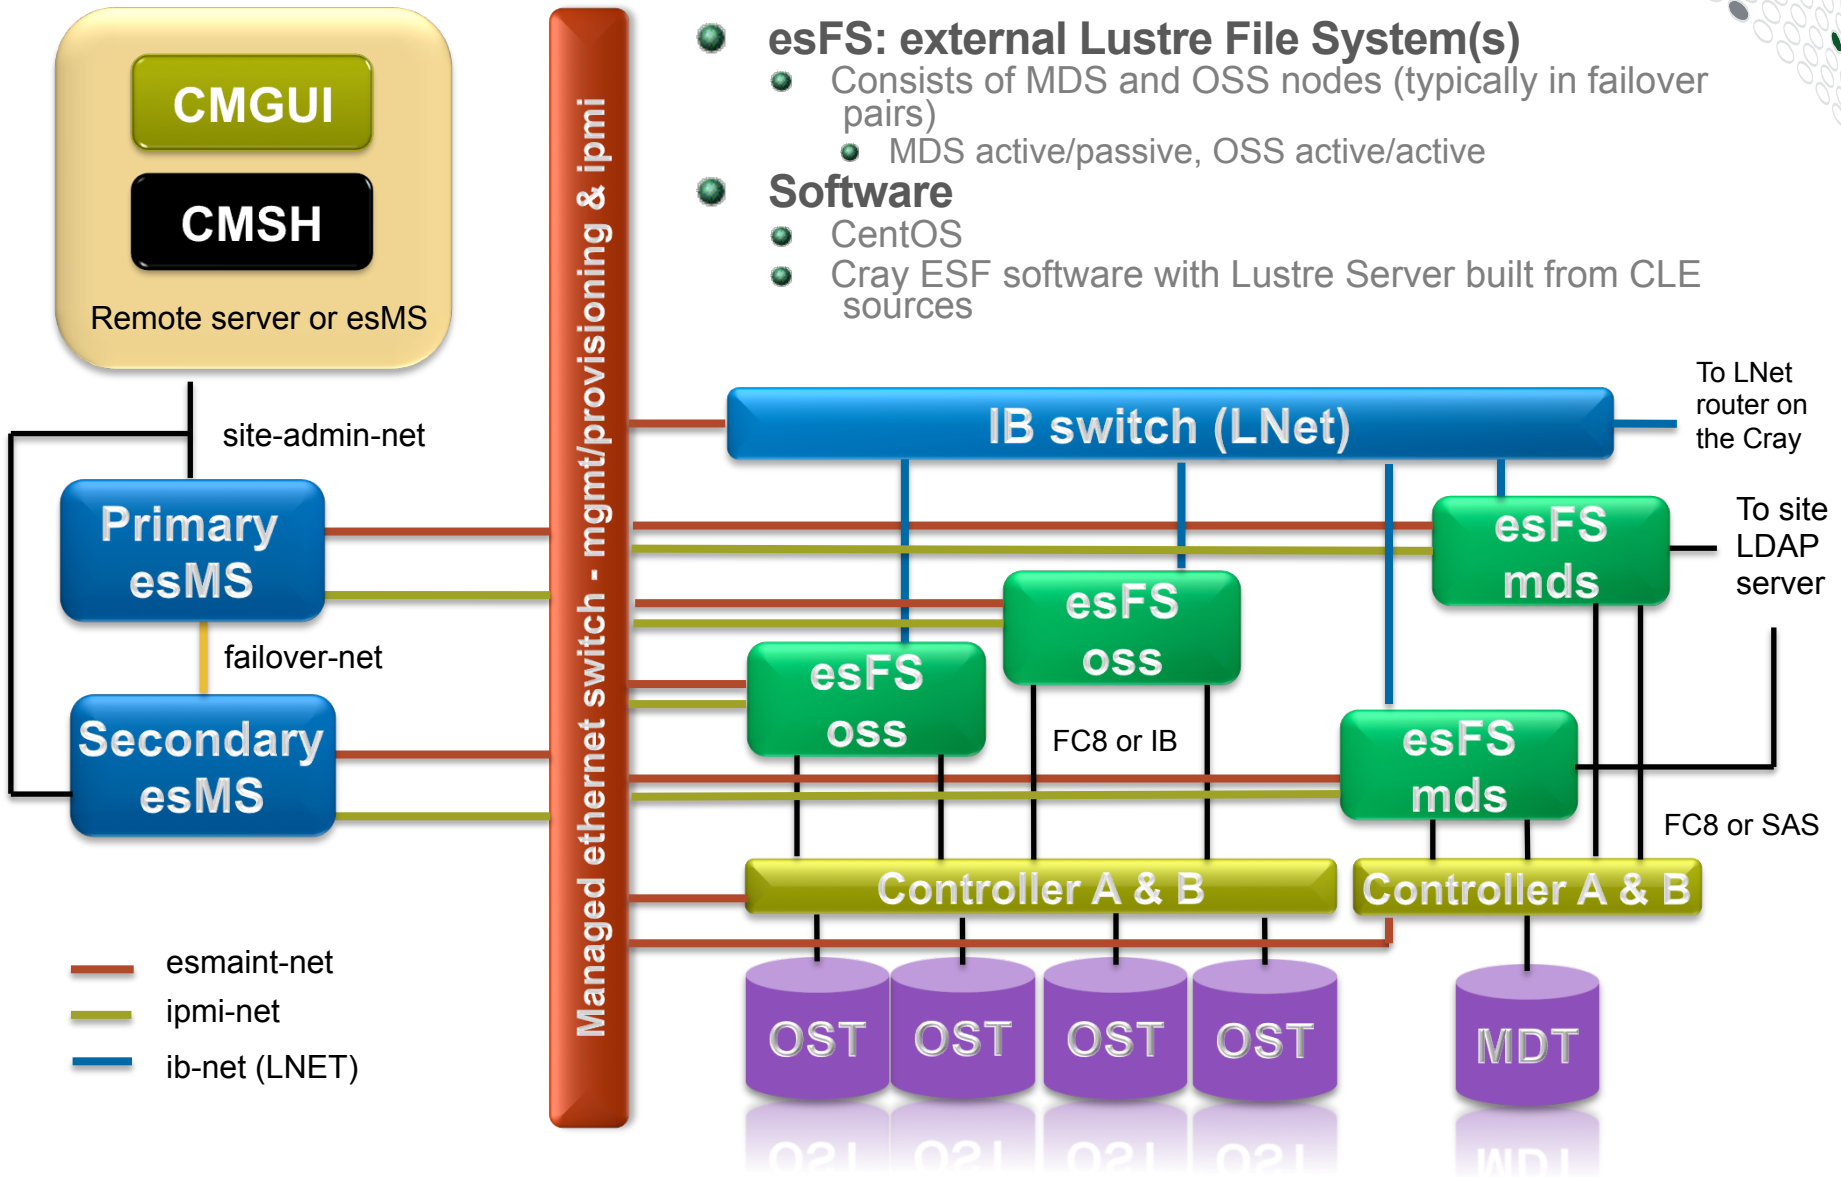 CMGUI
CMSH
Remote server or esMS
site-admin-net
Primary
esMS
failover-net
Secondary
esMS
esmaint-net
ipmi-net
ib-net (LNET)
Managed ethernet switch - mgmt/provisioning & ipmi
esFS: external Lustre File System(s)
Consists of MDS and OSS nodes (typically in failover
pairs)
MDS active/passive, OSS active/active
Software
CentOS
Cray ESF software with Lustre Server built from CLE
sources
IB switch (LNet)
To LNet
router on
the Cray
esFS
mds
To site
LDAP
server
esFS
oss
esFS
oss
FC8 or IB
esFS
mds
FC8 or SAS
Controller A & B
Controller A & B
OST
OST
OST
OST
MDT